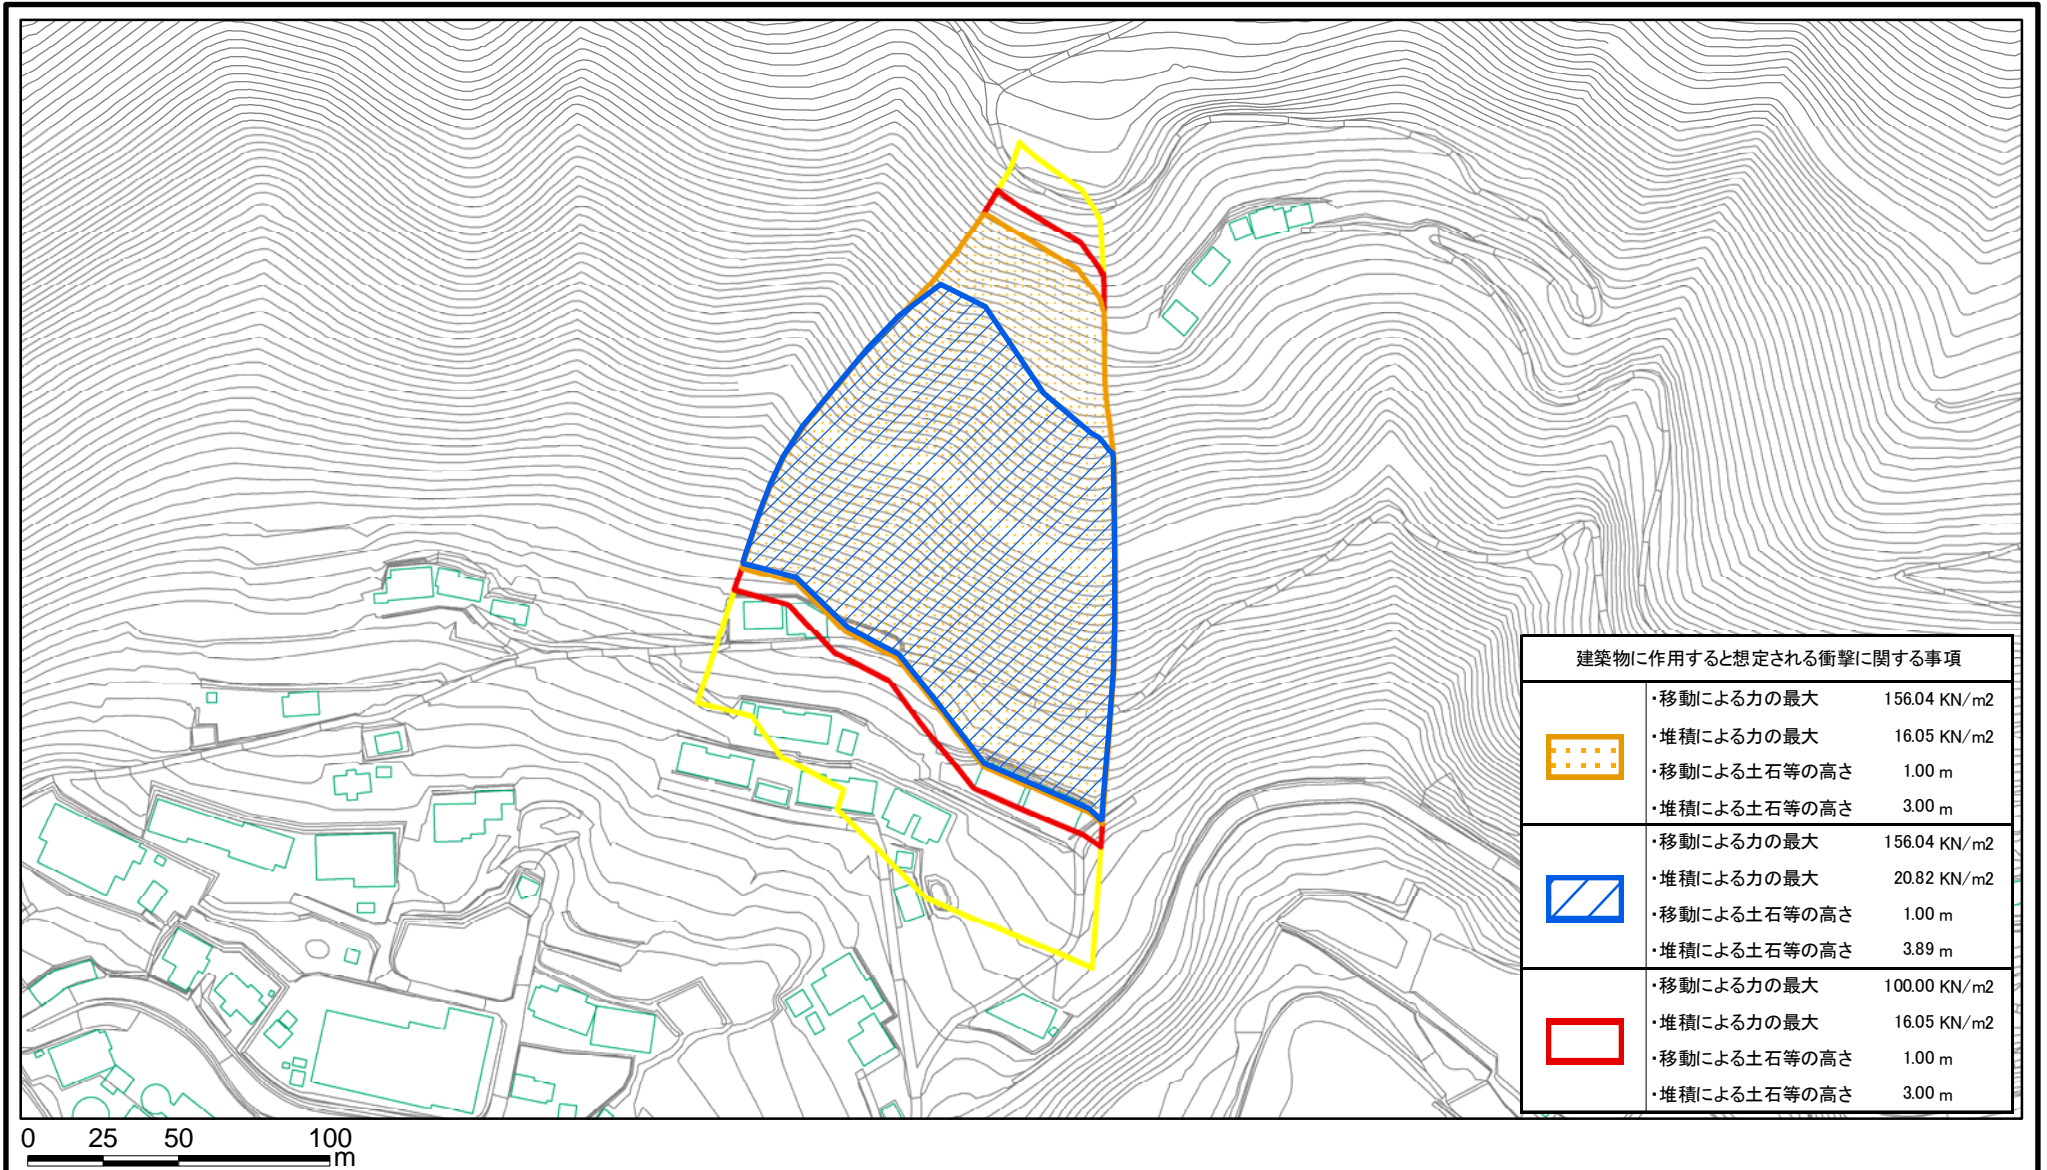 建築物に作用すると想定される衝撃に関する事項
・移動による力の最大 156.04 KN/m2
・堆積による力の最大 16.05 KN/m2
・移動による土石等の高さ 1.00 m
・堆積による土石等の高さ 3.00 m
・移動による力の最大 156.04 KN/m2
・堆積による力の最大 20.82 KN/m2
・移動による土石等の高さ 1.00 m
・堆積による土石等の高さ 3.89 m
・移動による力の最大 100.00 KN/m2
・堆積による力の最大 16.05 KN/m2
・移動による土石等の高さ 1.00 m
・堆積による土石等の高さ 3.00 m
0 25 50 100
m